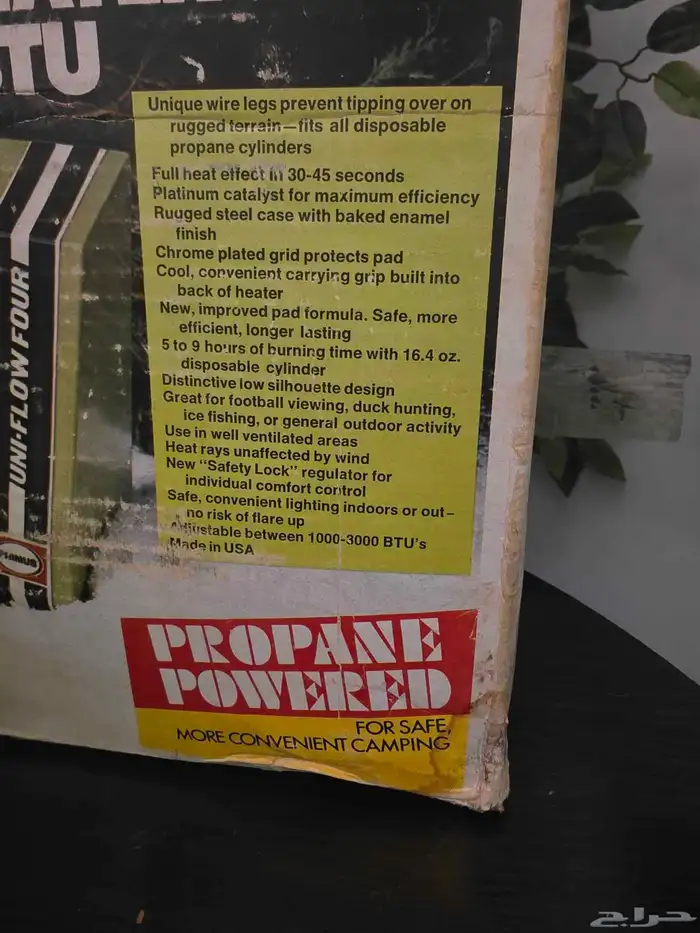 BTU
Unique wire legs prevent tipping over on
rugged terrain—fits all disposable
propane cylinders
Full heat effect in 30-45 seconds
Platinum catalyst for maximum efficiency
Rugged steel case with baked enamel
finish
Chrome plated grid protects pad
Cool, convenient carrying grip built into
back of heater
New, improved pad formula. Safe, more
efficient, longer lasting
5 to 9 hours of burning time with 16.4 oz.
disposable cylinder
Distinctive low silhouette design
Great for football viewing, duck hunting,
ice fishing, or general outdoor activity
Use in well ventilated areas
Heat rays unaffected by wind
New "Safety Lock" regulator for
individual comfort control
Safe, convenient lighting indoors or out—
no risk of flare up
Adjustable between 1000-3000 BTU's
Made in USA
UNI-FLOW FOUR
PRIMUS
PROPANE
POWERED
FOR SAFE,
MORE CONVENIENT CAMPING
حراج